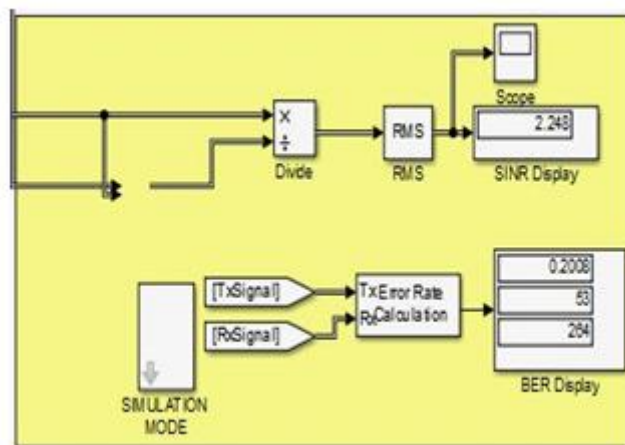 Scope
×
÷
Divide
RMS
RMS
2.248
SINR Display
[TxSignal]
[RxSignal]
Tx Error Rate
Rx Calculation
0.2008
53
264
BER Display
SIMULATION
MODE